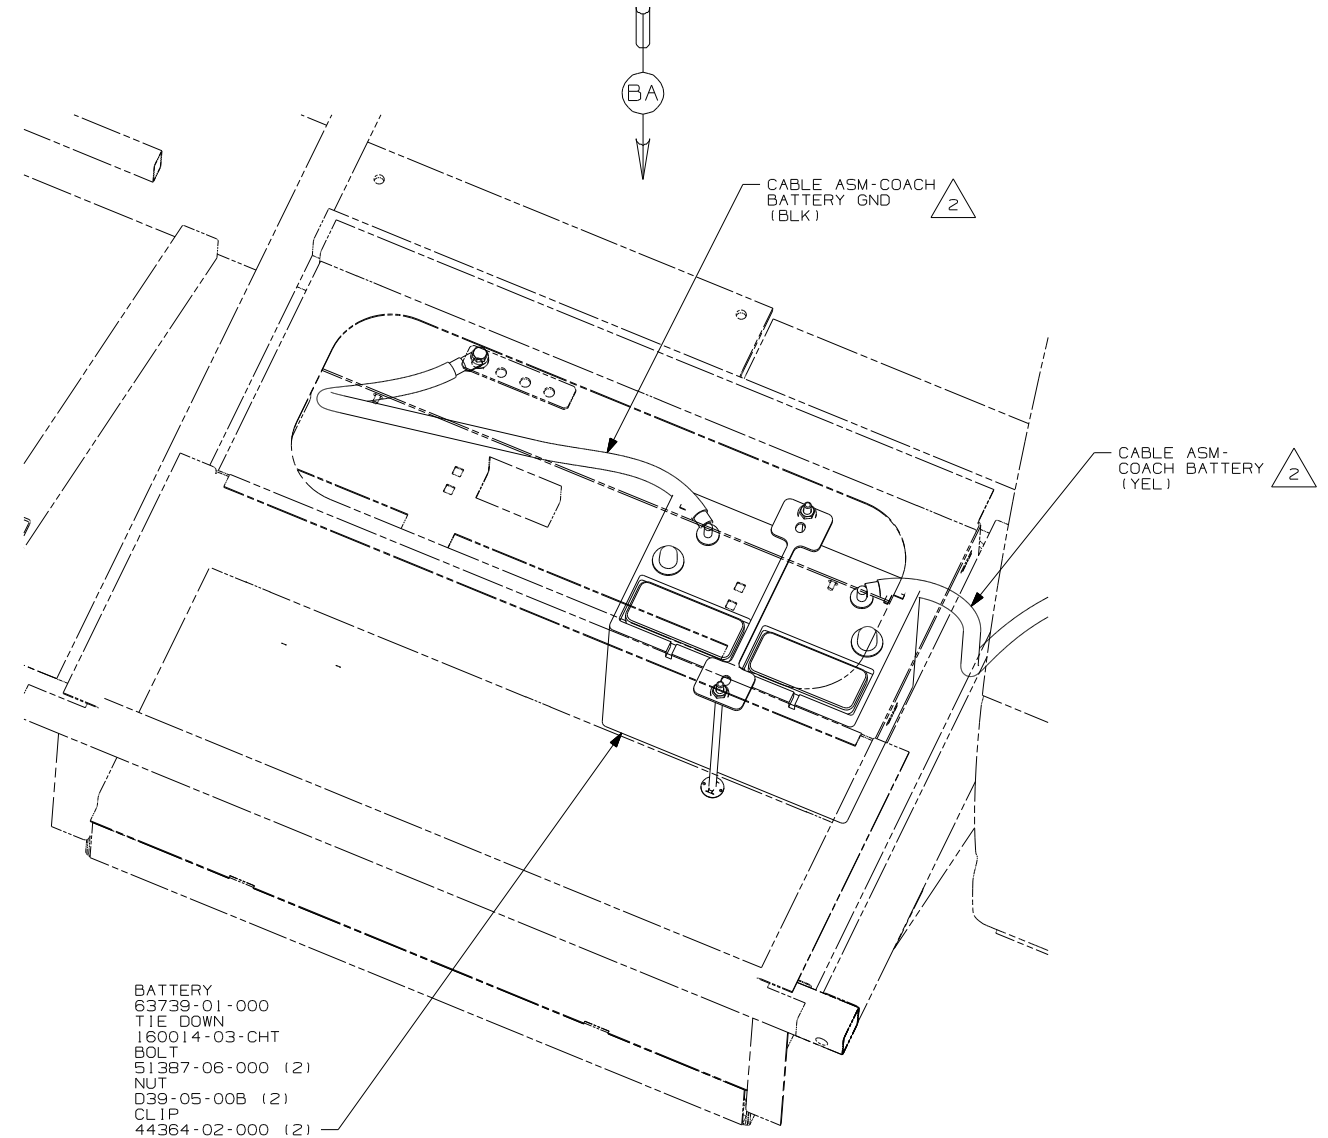 BA
CABLE ASM-COACH
BATTERY GND
(BLK)
2
CABLE ASM-
COACH BATTERY
(YEL)
2
BATTERY
63739-01-000
TIE DOWN
160014-03-CHT
BOLT
51387-06-000 (2)
NUT
D39-05-00B (2)
CLIP
44364-02-000 (2)